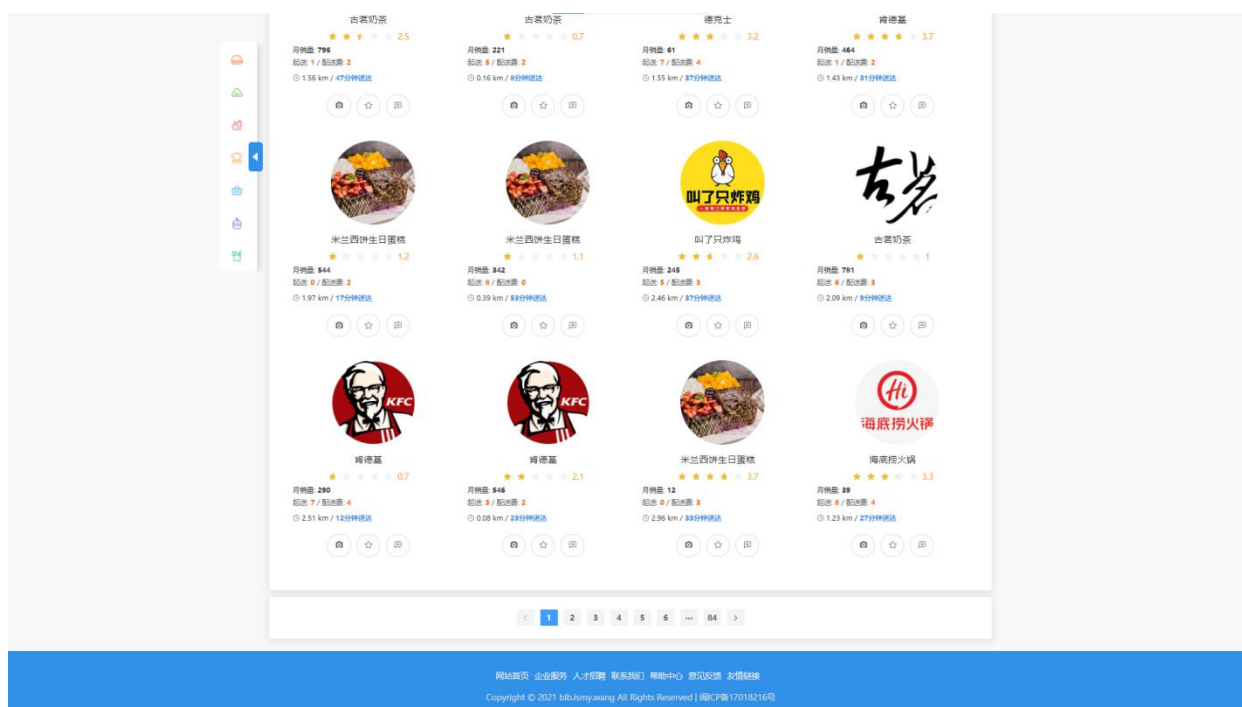 古茗奶茶 古茗奶茶 德克士 肯德基
2.5 0.7 3.2 3.7
月销量: 796 月销量: 221 月销量: 61 月销量: 464
起送: 1 / 配送费: 2 起送: 5 / 配送费: 2 起送: 7 / 配送费: 4 起送: 1 / 配送费: 2
1.56 km / 47分钟送达 0.16 km / 8分钟送达 1.55 km / 37分钟送达 1.43 km / 31分钟送达
叫了只炸鸡 古茗
米兰西饼生日蛋糕 米兰西饼生日蛋糕 叫了只炸鸡 古茗奶茶
1.2 1.1 2.6 1
月销量: 544 月销量: 342 月销量: 245 月销量: 781
起送: 0 / 配送费: 2 起送: 8 / 配送费: 0 起送: 5 / 配送费: 3 起送: 6 / 配送费: 3
1.97 km / 17分钟送达 0.39 km / 53分钟送达 2.46 km / 37分钟送达 2.09 km / 9分钟送达
KFC KFC Hi
海底捞火锅
肯德基 肯德基 米兰西饼生日蛋糕 海底捞火锅
0.7 2.1 3.7 3.3
月销量: 290 月销量: 546 月销量: 12 月销量: 39
起送: 7 / 配送费: 4 起送: 3 / 配送费: 2 起送: 0 / 配送费: 3 起送: 6 / 配送费: 4
2.51 km / 12分钟送达 0.08 km / 23分钟送达 2.96 km / 33分钟送达 1.23 km / 27分钟送达
1 2 3 4 5 6 ··· 84
网站首页 企业服务 人才招聘 联系我们 帮助中心 意见反馈 友情链接
Copyright © 2021 blb.ismy.wang All Rights Reserved | 闽ICP备17018216号